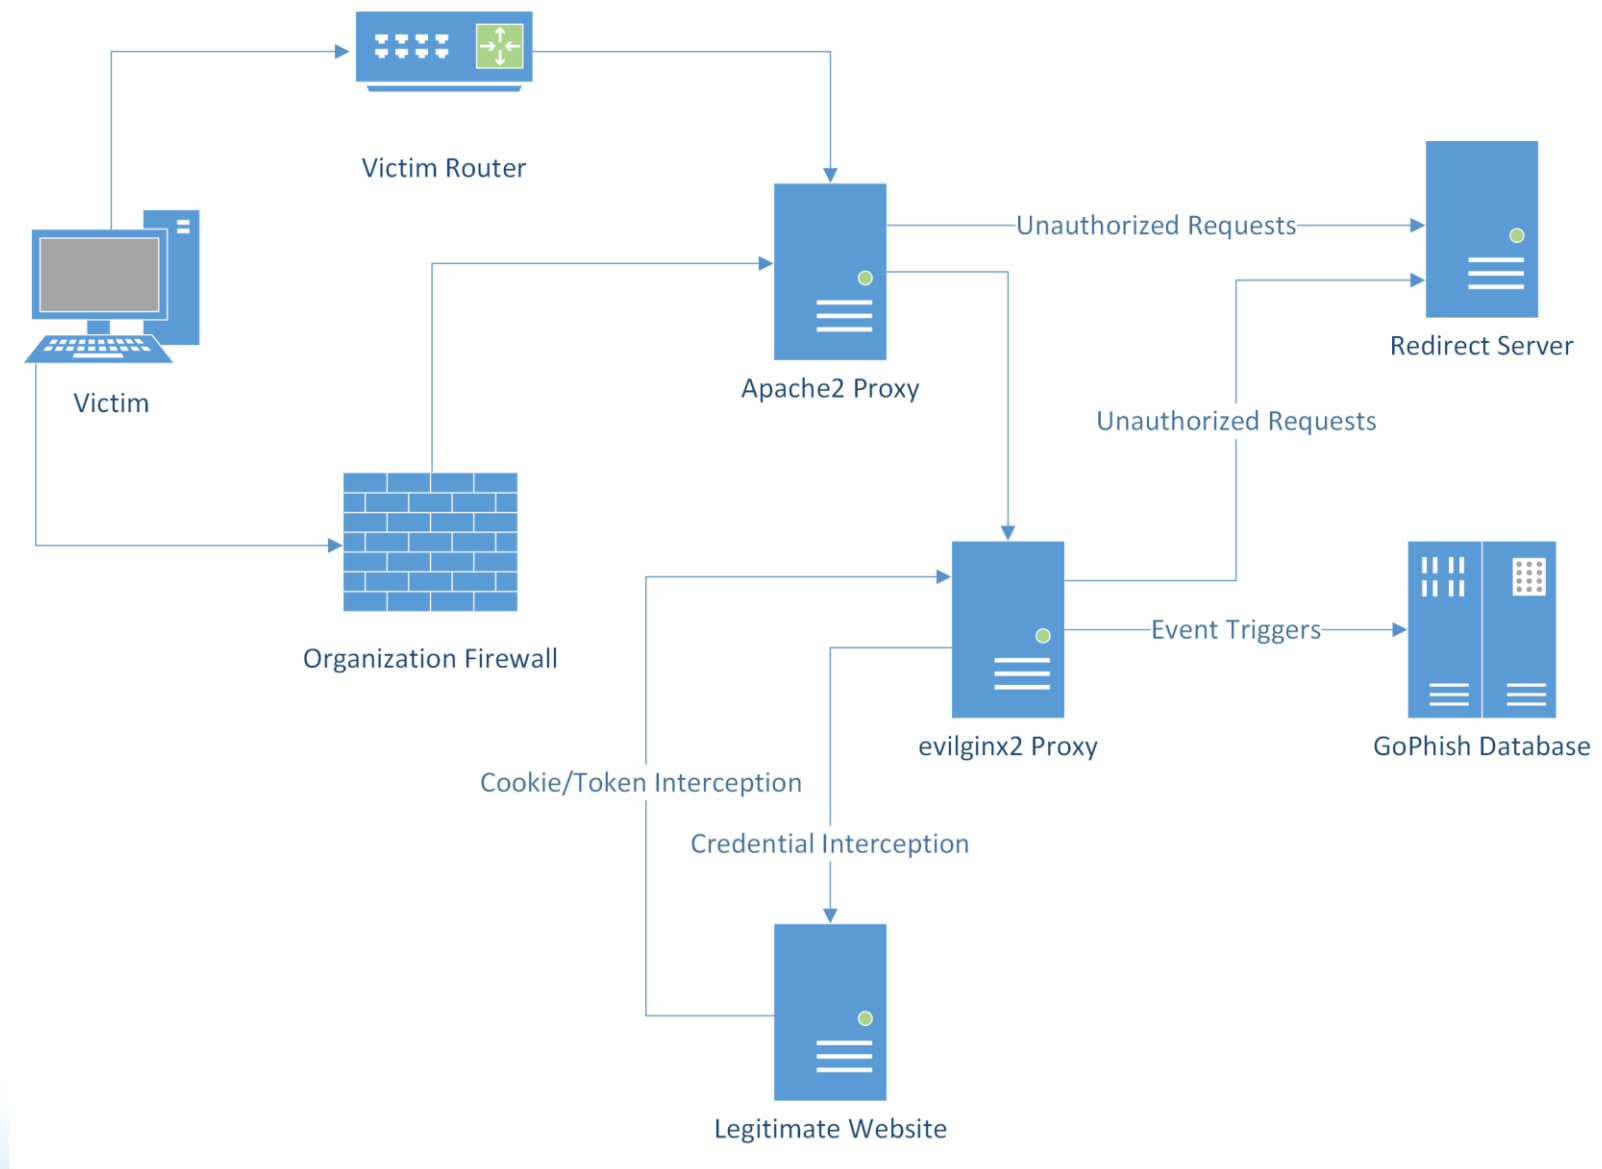 Victim Router
Unauthorized Requests
Redirect Server
Apache2 Proxy
Victim
Unauthorized Requests
Event Triggers
Organization Firewall
evilginx2 Proxy
GoPhish Database
Cookie/Token Interception
Credential Interception
Legitimate Website